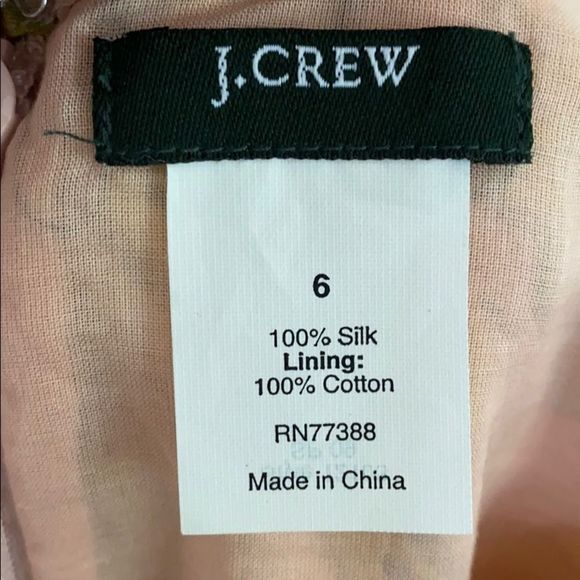 J.CREW
6
100% Silk
Lining:
100% Cotton
RN77388
Made in China